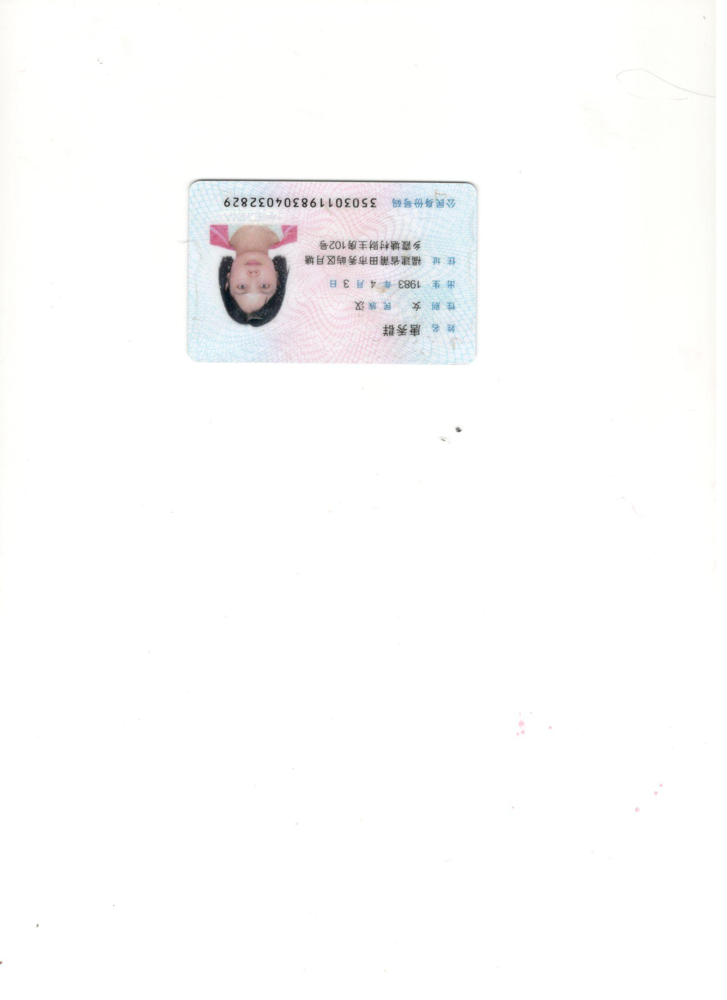 姓名 唐秀群
性别 女 民族 汉
出生 1983 年 4 月 3 日
住址 福建省莆田市秀屿区月塘
乡霞塘村财主房102号
公民身份号码 350301198304032829